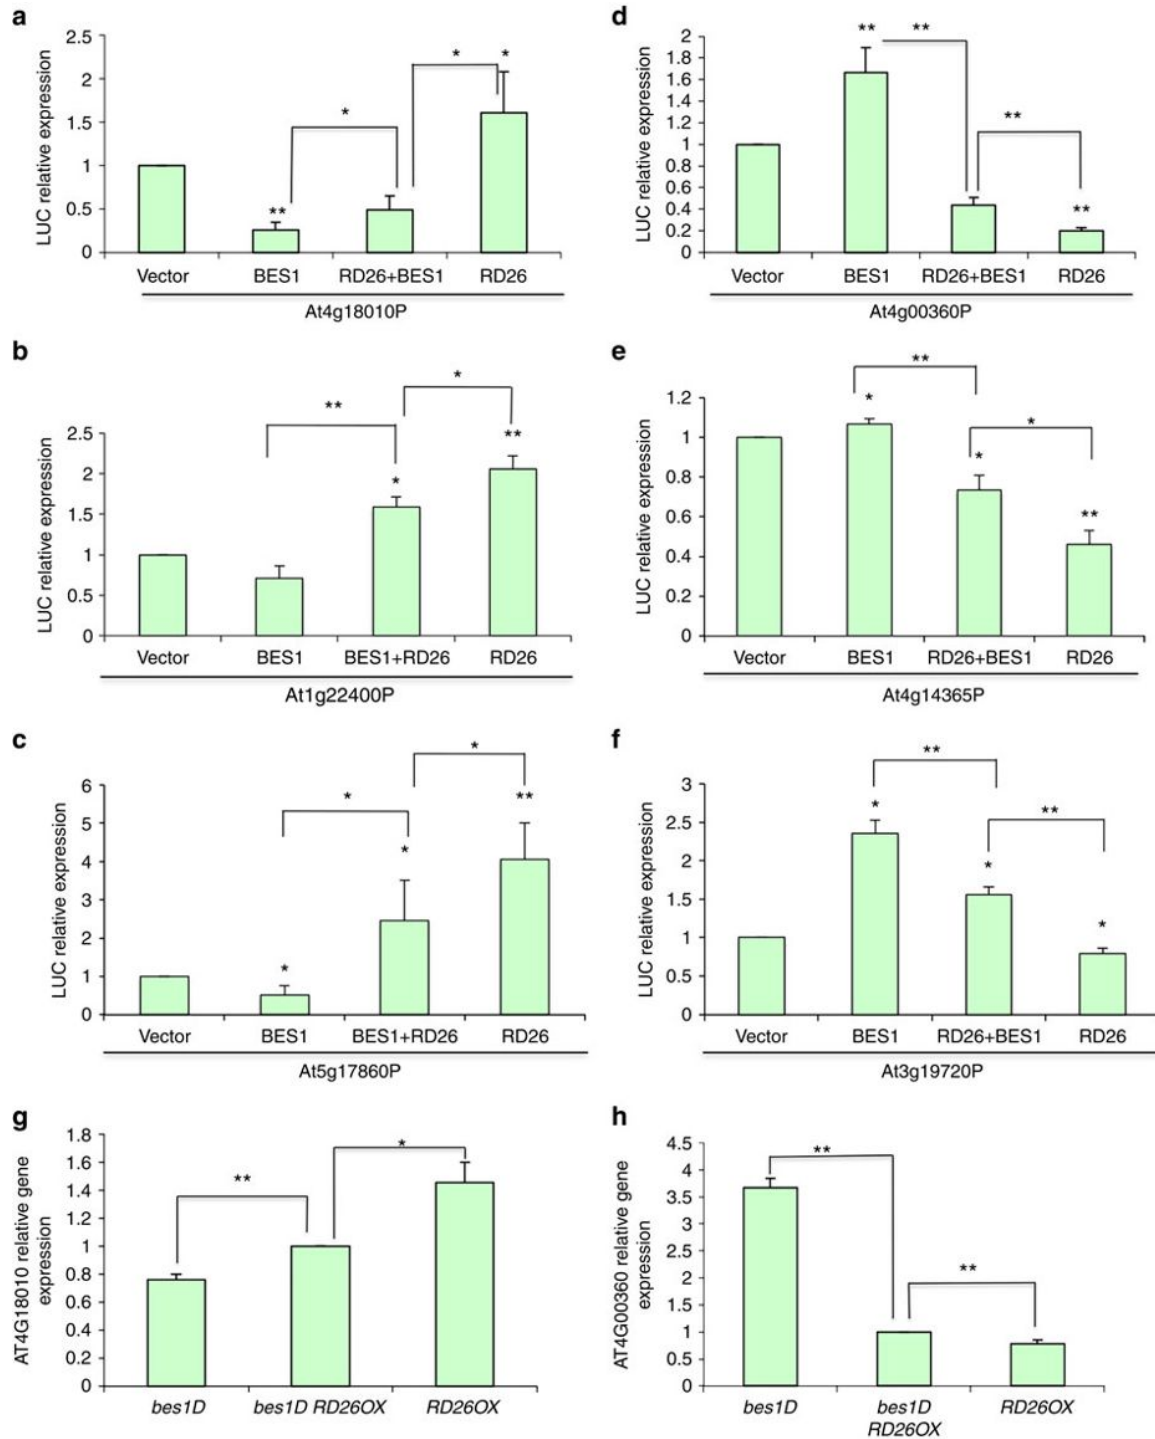 a
LUC relative expression
2.5
2
1.5
1
0.5
0
* *
*
**
Vector BES1 RD26+BES1 RD26
At4g18010P
d
LUC relative expression
2
1.8
1.6
1.4
1.2
1
0.8
0.6
0.4
0.2
0
** **
**
**
Vector BES1 RD26+BES1 RD26
At4g00360P
b
LUC relative expression
2.5
2
1.5
1
0.5
0
*
**
**
*
Vector BES1 BES1+RD26 RD26
At1g22400P
e
LUC relative expression
1.2
1
0.8
0.6
0.4
0.2
0
**
*
*
*
**
Vector BES1 RD26+BES1 RD26
At4g14365P
c
LUC relative expression
6
5
4
3
2
1
0
*
* **
*
*
Vector BES1 BES1+RD26 RD26
At5g17860P
f
LUC relative expression
3
2.5
2
1.5
1
0.5
0
**
* **
*
*
Vector BES1 RD26+BES1 RD26
At3g19720P
g
AT4G18010 relative gene
expression
1.8
1.6
1.4
1.2
1
0.8
0.6
0.4
0.2
0
*
**
bes1D bes1D RD26OX RD26OX
h
AT4G00360 relative gene
expression
4.5
4
3.5
3
2.5
2
1.5
1
0.5
0
**
**
bes1D bes1D RD26OX
RD26OX